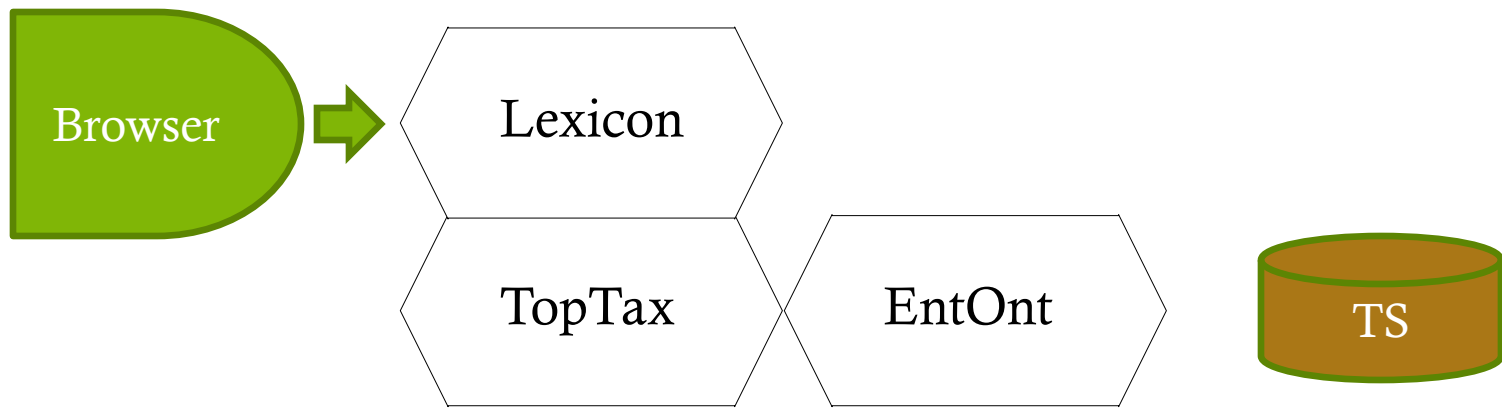 Browser
Lexicon
TopTax
EntOnt
TS